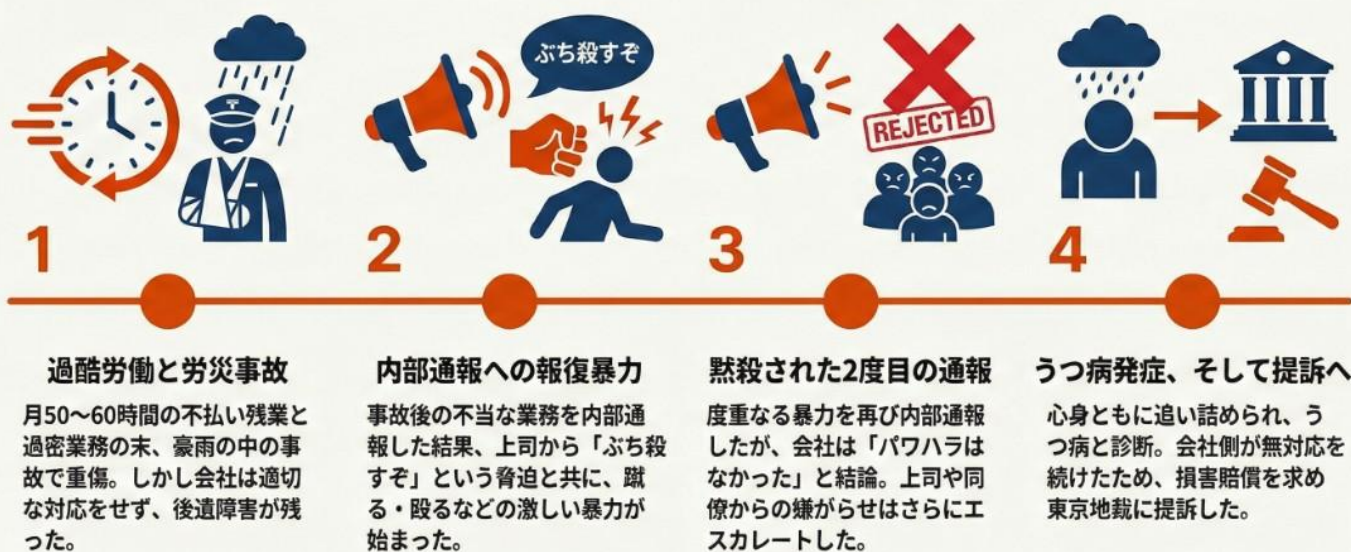 ぶち殺すぞ
REJECTED
1
2
3
4
過酷労働と労災事故
月50〜60時間の不払い残業と
過密業務の末、豪雨の中の事
故で重傷。しかし会社は適切
な対応をせず、後遺障害が残
った。
内部通報への報復暴力
事故後の不当な業務を内部通
報した結果、上司から「ぶち殺
すぞ」という脅迫と共に、蹴
る・殴るなどの激しい暴力が
始まった。
黙殺された2度目の通報
度重なる暴力を再び内部通報
したが、会社は「パワハラは
なかった」と結論。上司や同
僚からの嫌がらせはさらにエ
スカレートした。
うつ病発症、そして提訴へ
心身ともに追い詰められ、う
つ病と診断。会社側が無対応を
続けたため、損害賠償を求め
東京地裁に提訴した。